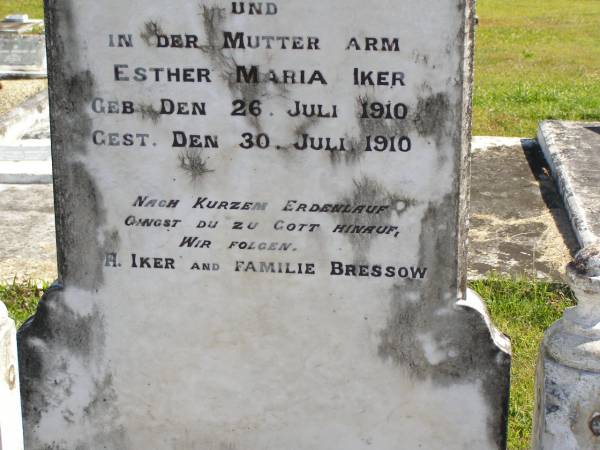 UND
IN DER MUTTER ARM
ESTHER MARIA IKER
GEB DEN 26. JULI 1910
GEST. DEN 30. JULI 1910
NACH KURZEM ERDENLAUF
GINGST DU ZU GOTT HINAUF,
WIR FOLGEN.
H. IKER AND FAMILIE BRESSOW